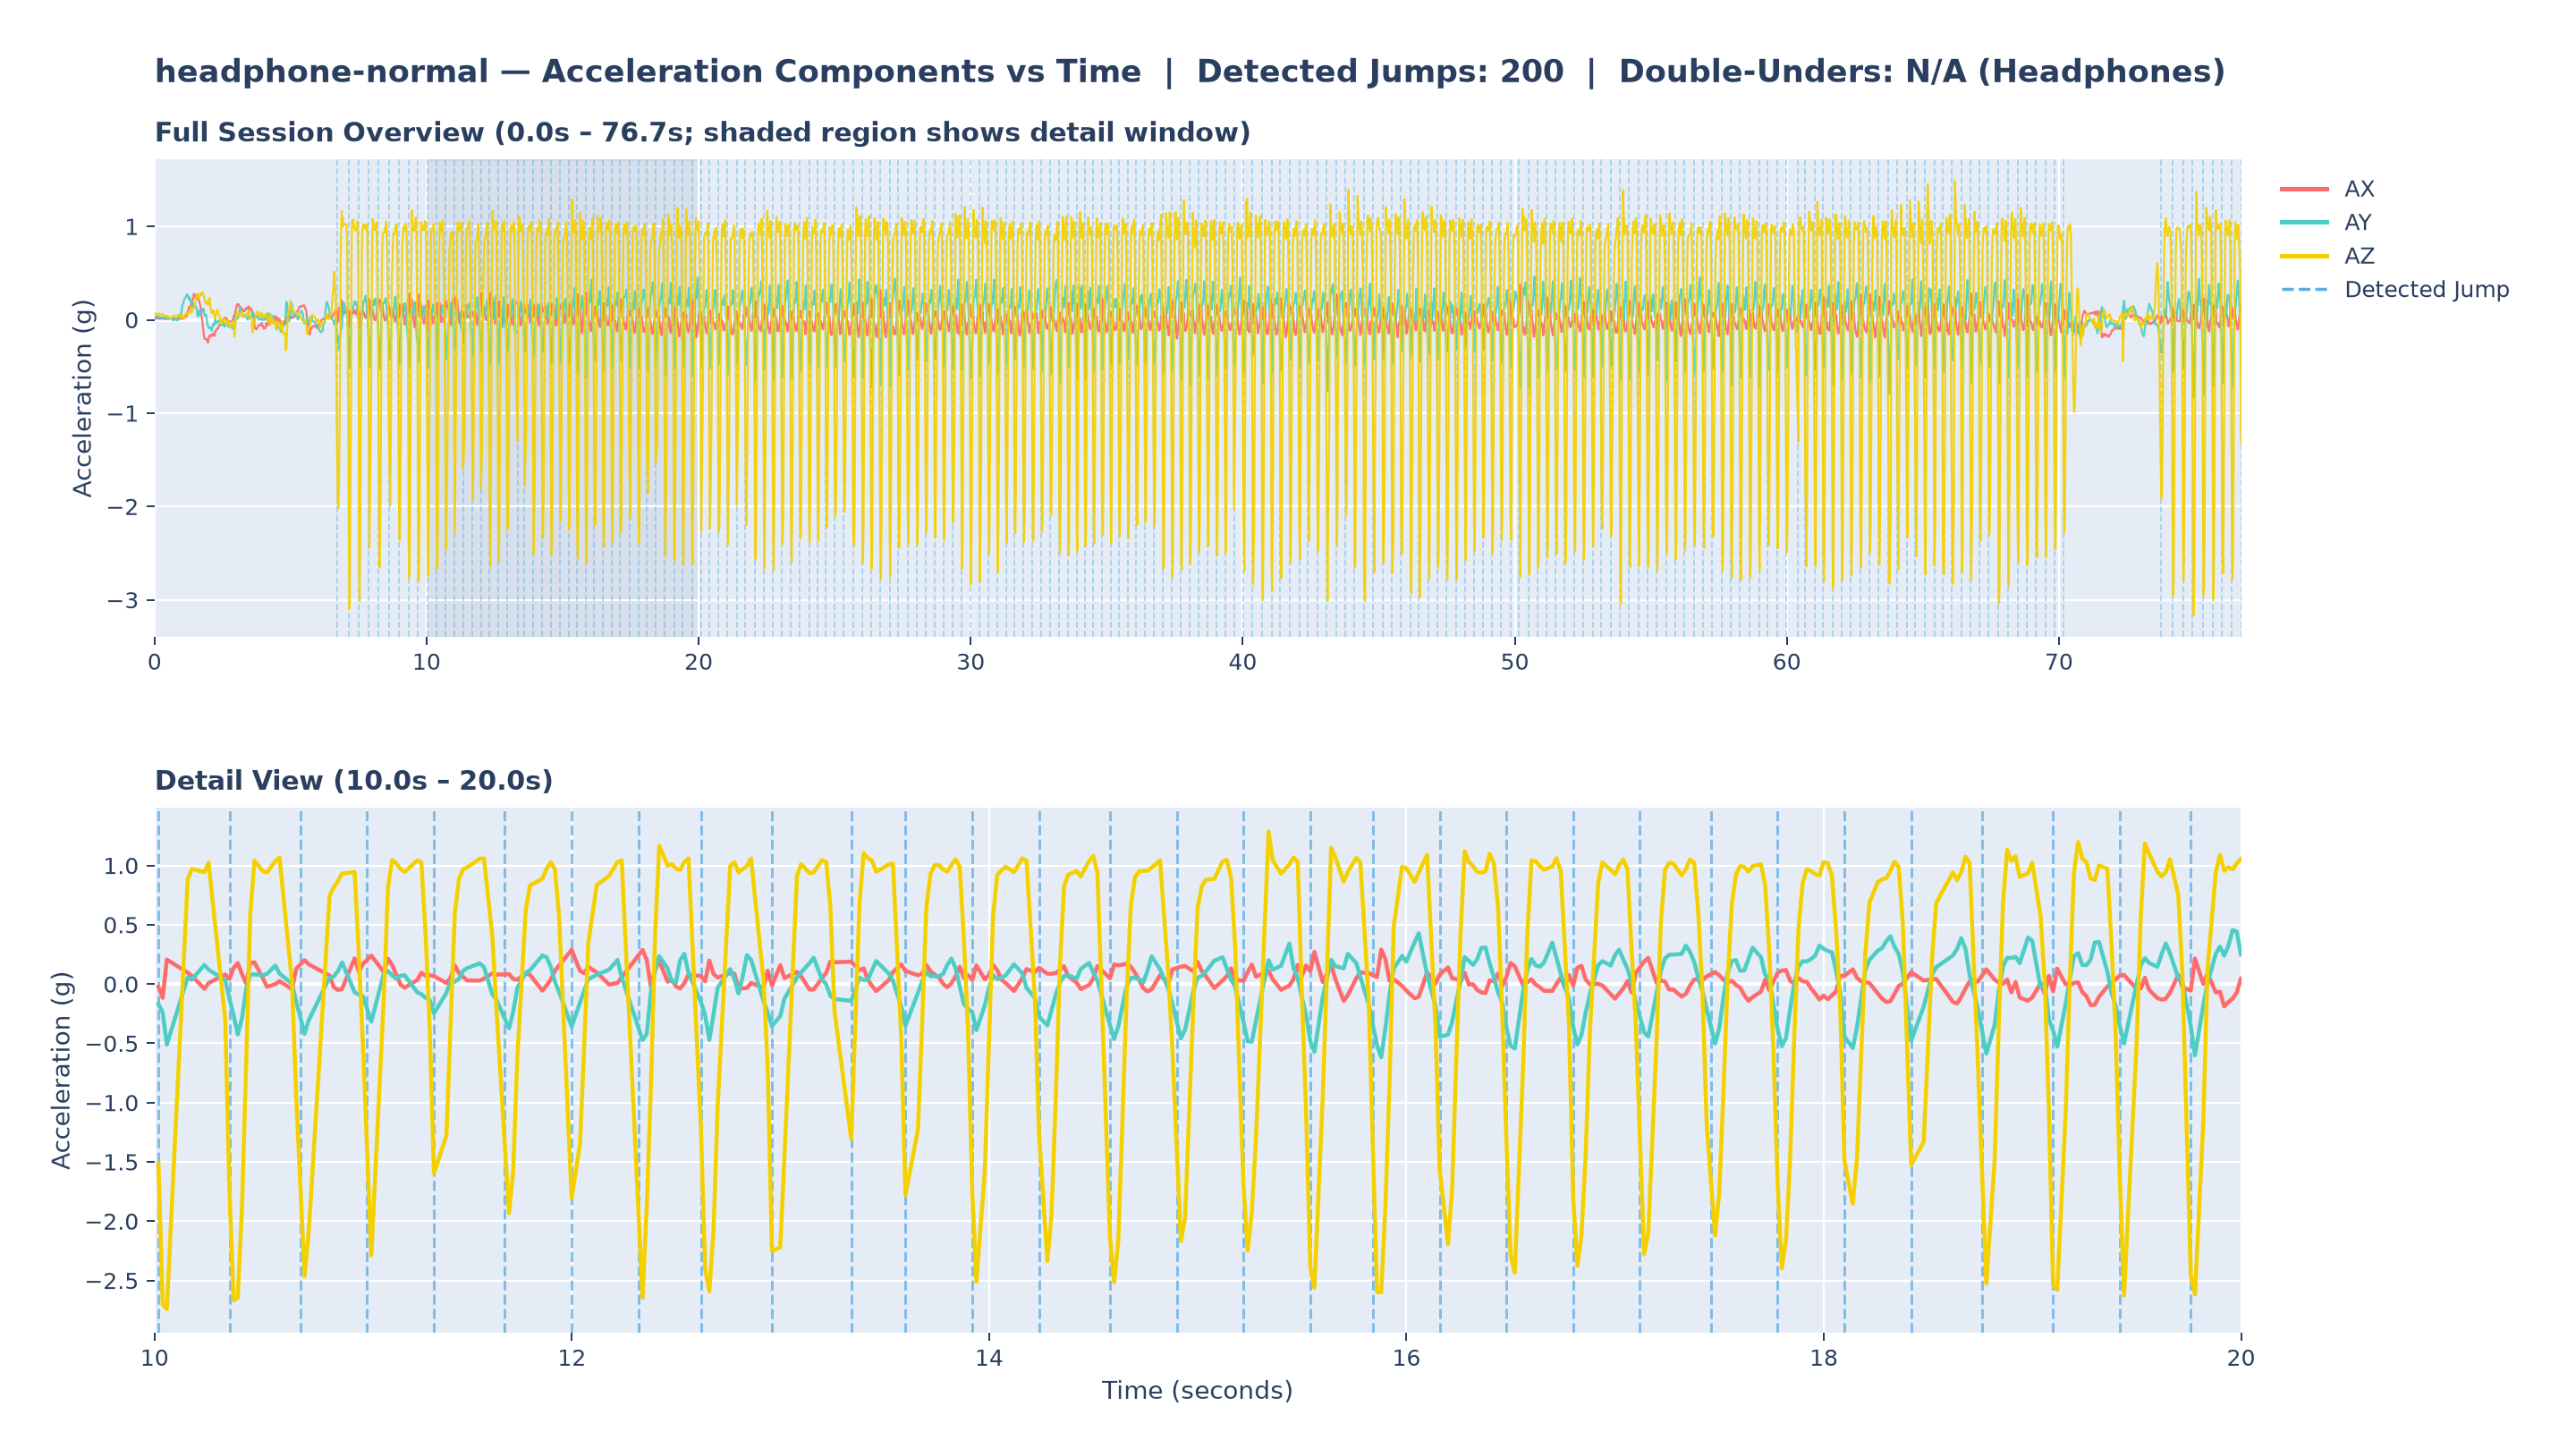 headphone-normal — Acceleration Components vs Time | Detected Jumps: 200 | Double-Unders: N/A (Headphones)
Full Session Overview (0.0s – 76.7s; shaded region shows detail window)
Acceleration (g)
1
0
−1
−2
−3
0 10 20 30 40 50 60 70
AX
AY
AZ
Detected Jump
Detail View (10.0s – 20.0s)
Acceleration (g)
1.0
0.5
0.0
−0.5
−1.0
−1.5
−2.0
−2.5
10 12 14 16 18 20
Time (seconds)